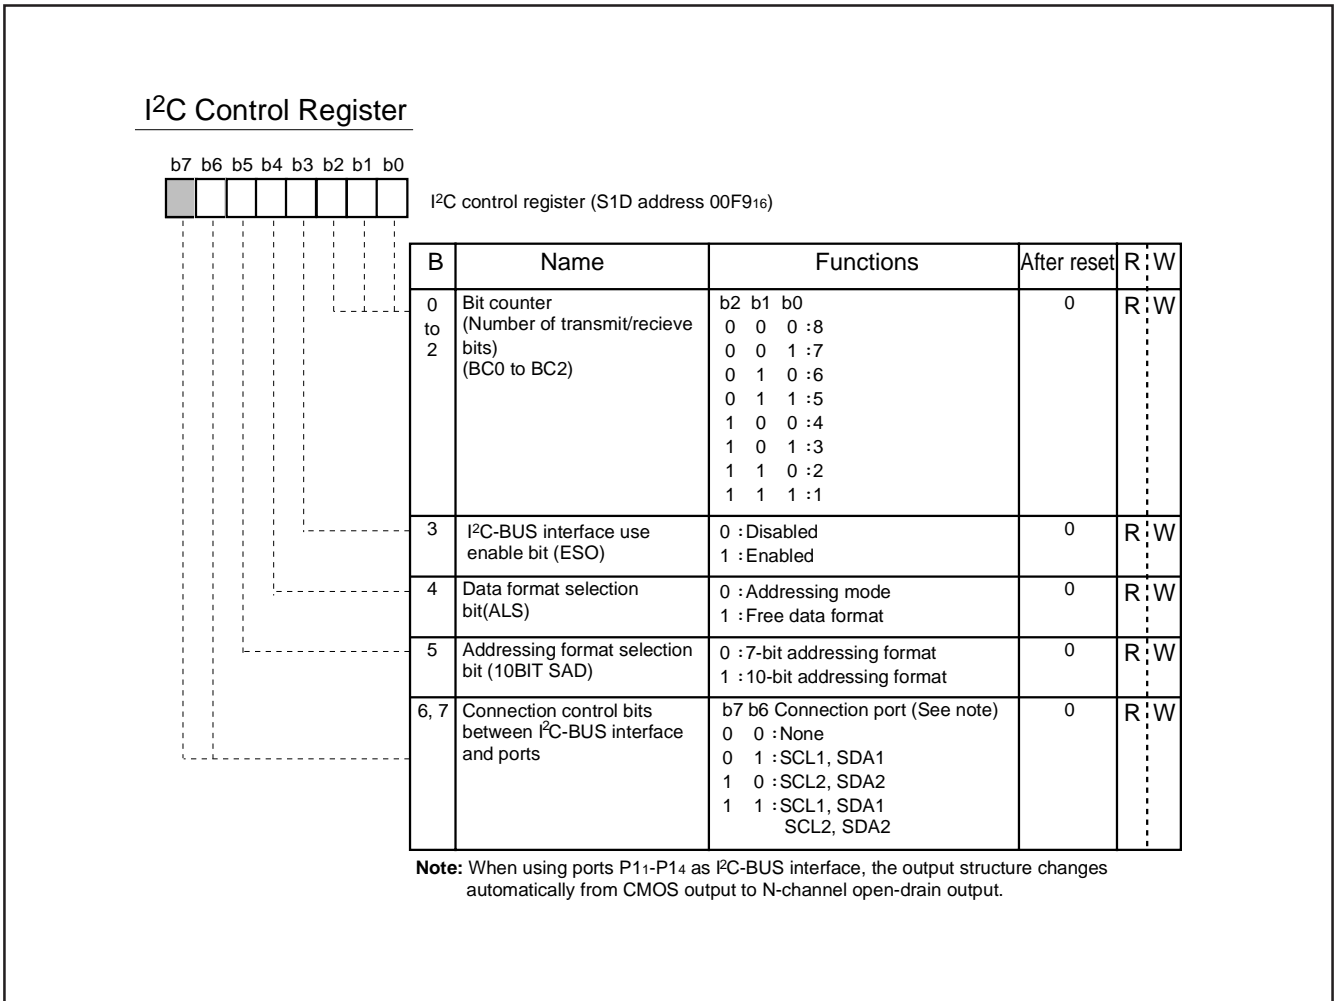 I²C Control Register
b7 b6 b5 b4 b3 b2 b1 b0
I²C control register (S1D address 00F9₁₆)
B Name Functions After reset R W
0 to 2
Bit counter
(Number of transmit/recieve
bits)
(BC0 to BC2)
b2 b1 b0
0 0 0 :8
0 0 1 :7
0 1 0 :6
0 1 1 :5
1 0 0 :4
1 0 1 :3
1 1 0 :2
1 1 1 :1
0 R W
3
I²C-BUS interface use
enable bit (ESO)
0 :Disabled
1 :Enabled
0 R W
4
Data format selection
bit(ALS)
0 :Addressing mode
1 :Free data format
0 R W
5
Addressing format selection
bit (10BIT SAD)
0 :7-bit addressing format
1 :10-bit addressing format
0 R W
6, 7
Connection control bits
between I²C-BUS interface
and ports
b7 b6 Connection port (See note)
0 0 :None
0 1 :SCL1, SDA1
1 0 :SCL2, SDA2
1 1 :SCL1, SDA1
SCL2, SDA2
0 R W
Note: When using ports P1₁-P1₄ as I²C-BUS interface, the output structure changes
automatically from CMOS output to N-channel open-drain output.